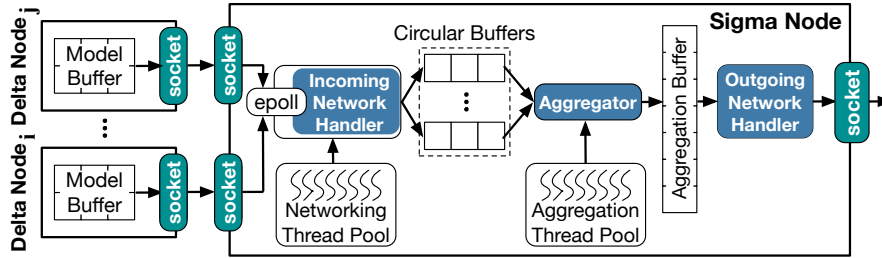 Delta Node j
Model
Buffer
socket
socket
...
Delta Node i
Model
Buffer
socket
socket
Sigma Node
epoll
Incoming
Network
Handler
Networking
Thread Pool
Circular Buffers
...
Aggregator
Aggregation
Thread Pool
Aggregation Buffer
Outgoing
Network
Handler
socket